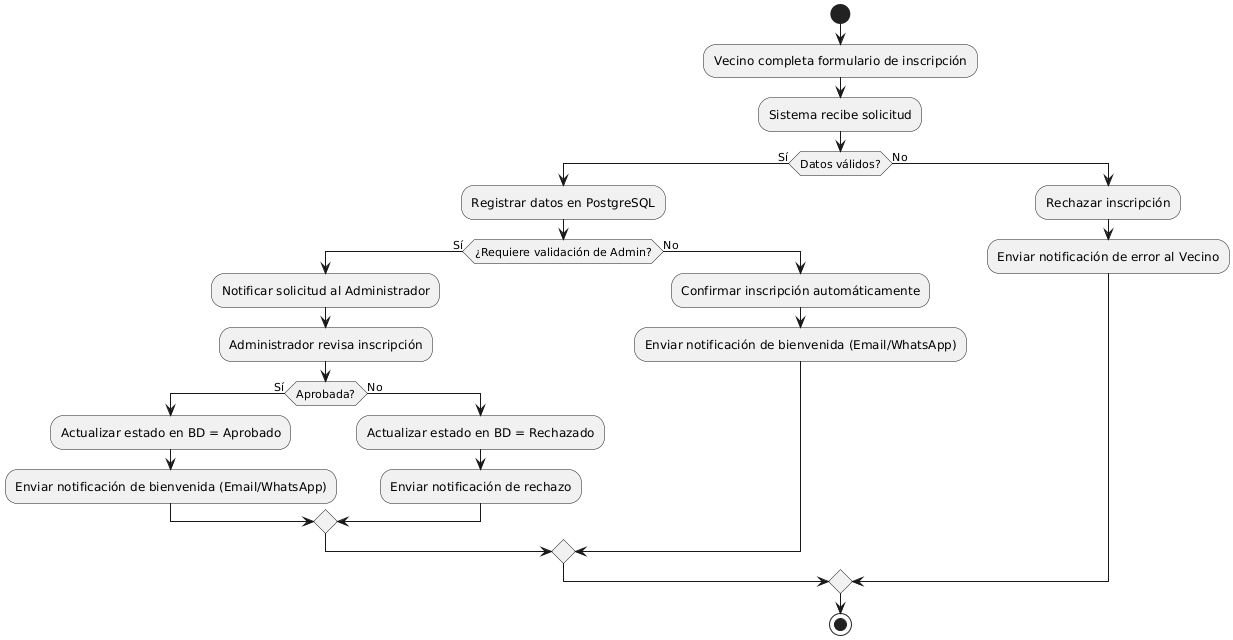 Vecino completa formulario de inscripción
Sistema recibe solicitud
Sí
Datos válidos?
No
Registrar datos en PostgreSQL
Rechazar inscripción
Sí
¿Requiere validación de Admin?
No
Enviar notificación de error al Vecino
Notificar solicitud al Administrador
Confirmar inscripción automáticamente
Administrador revisa inscripción
Enviar notificación de bienvenida (Email/WhatsApp)
Sí
Aprobada?
No
Actualizar estado en BD = Aprobado
Actualizar estado en BD = Rechazado
Enviar notificación de bienvenida (Email/WhatsApp)
Enviar notificación de rechazo